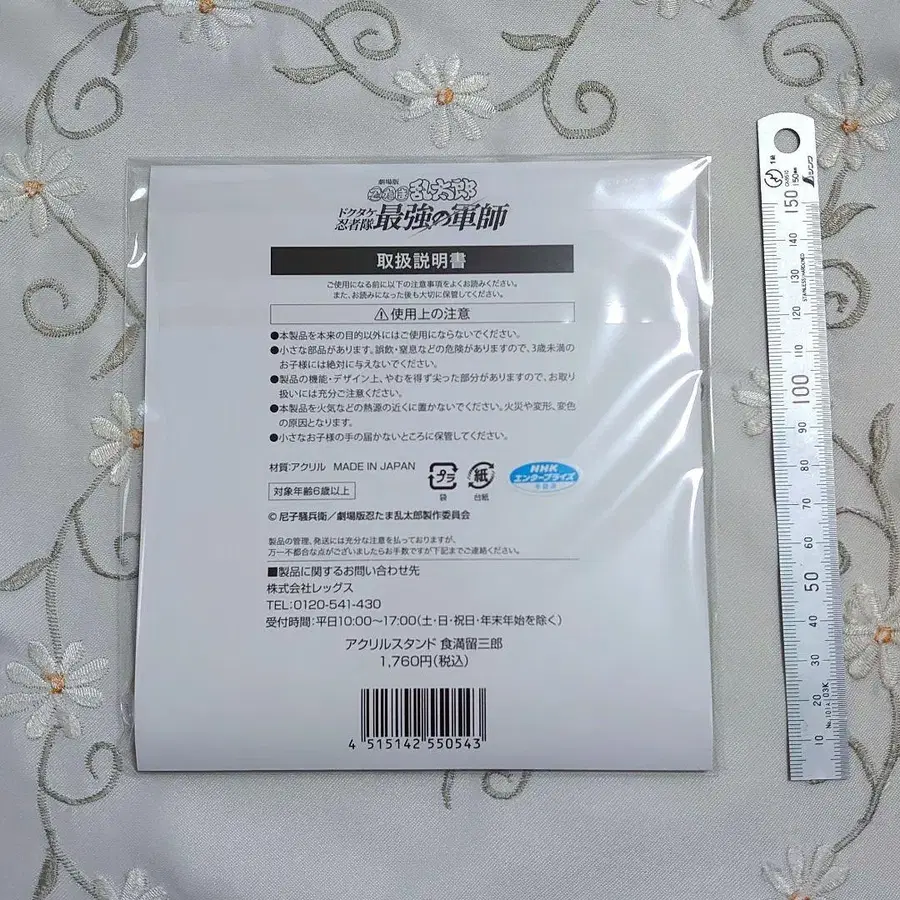 劇場版
忍たま乱太郎
ドクタケ忍者隊最強の軍師
取扱説明書
ご使用になる前に以下の注意事項をよくお読みください。
また、お読みになった後も大切に保管してください。
⚠使用上の注意
●本製品を本来の目的以外にはご使用にならないでください。
●小さな部品があります。誤飲・窒息などの危険がありますので、3歳未満の
お子様には絶対に与えないでください。
●製品の機能・デザイン上、やむを得ず尖った部分がありますので、お取り
扱いには充分ご注意ください。
●本製品を火気などの熱源の近くに置かないでください。火災や変形、変色
の原因となります。
●小さなお子様の手の届かないところに保管してください。
材質:アクリル MADE IN JAPAN
プラ
袋
紙
台紙
NHK
エンタープライズ
対象年齢6歳以上
© 尼子騒兵衛/劇場版忍たま乱太郎製作委員会
製品の管理、発送には充分な注意を払っておりますが、
万一不都合な点がございましたらお手数ですが下記までご連絡ください。
■製品に関するお問い合わせ先
株式会社レッグス
TEL:0120-541-430
受付時間:平日10:00〜17:00(土・日・祝日・年末年始を除く)
アクリルスタンド 食満留三郎
1,760円(税込)
4 515142 550543
シンワ
150mm
150
140
130
120
110
100
90
80
70
60
50
40
30
20
10
STAINLESS HARDENED